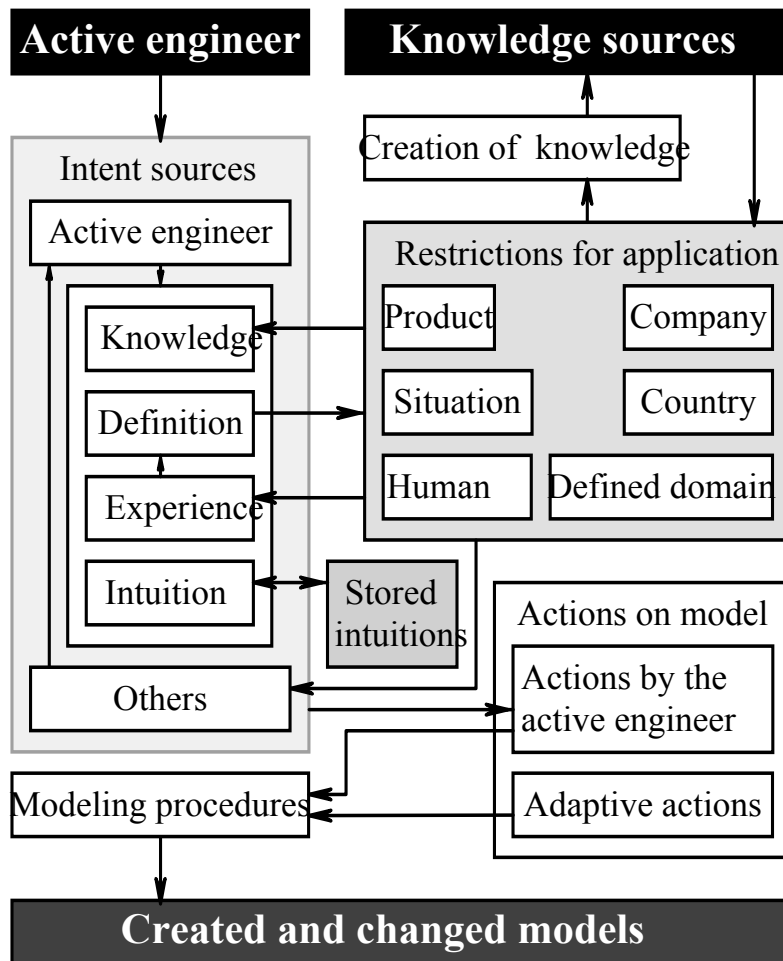 Active engineer
Knowledge sources
Creation of knowledge
Intent sources
Active engineer
Knowledge
Definition
Experience
Intuition
Others
Restrictions for application
Product
Company
Situation
Country
Human
Defined domain
Stored
intuitions
Actions on model
Actions by the
active engineer
Adaptive actions
Modeling procedures
Created and changed models